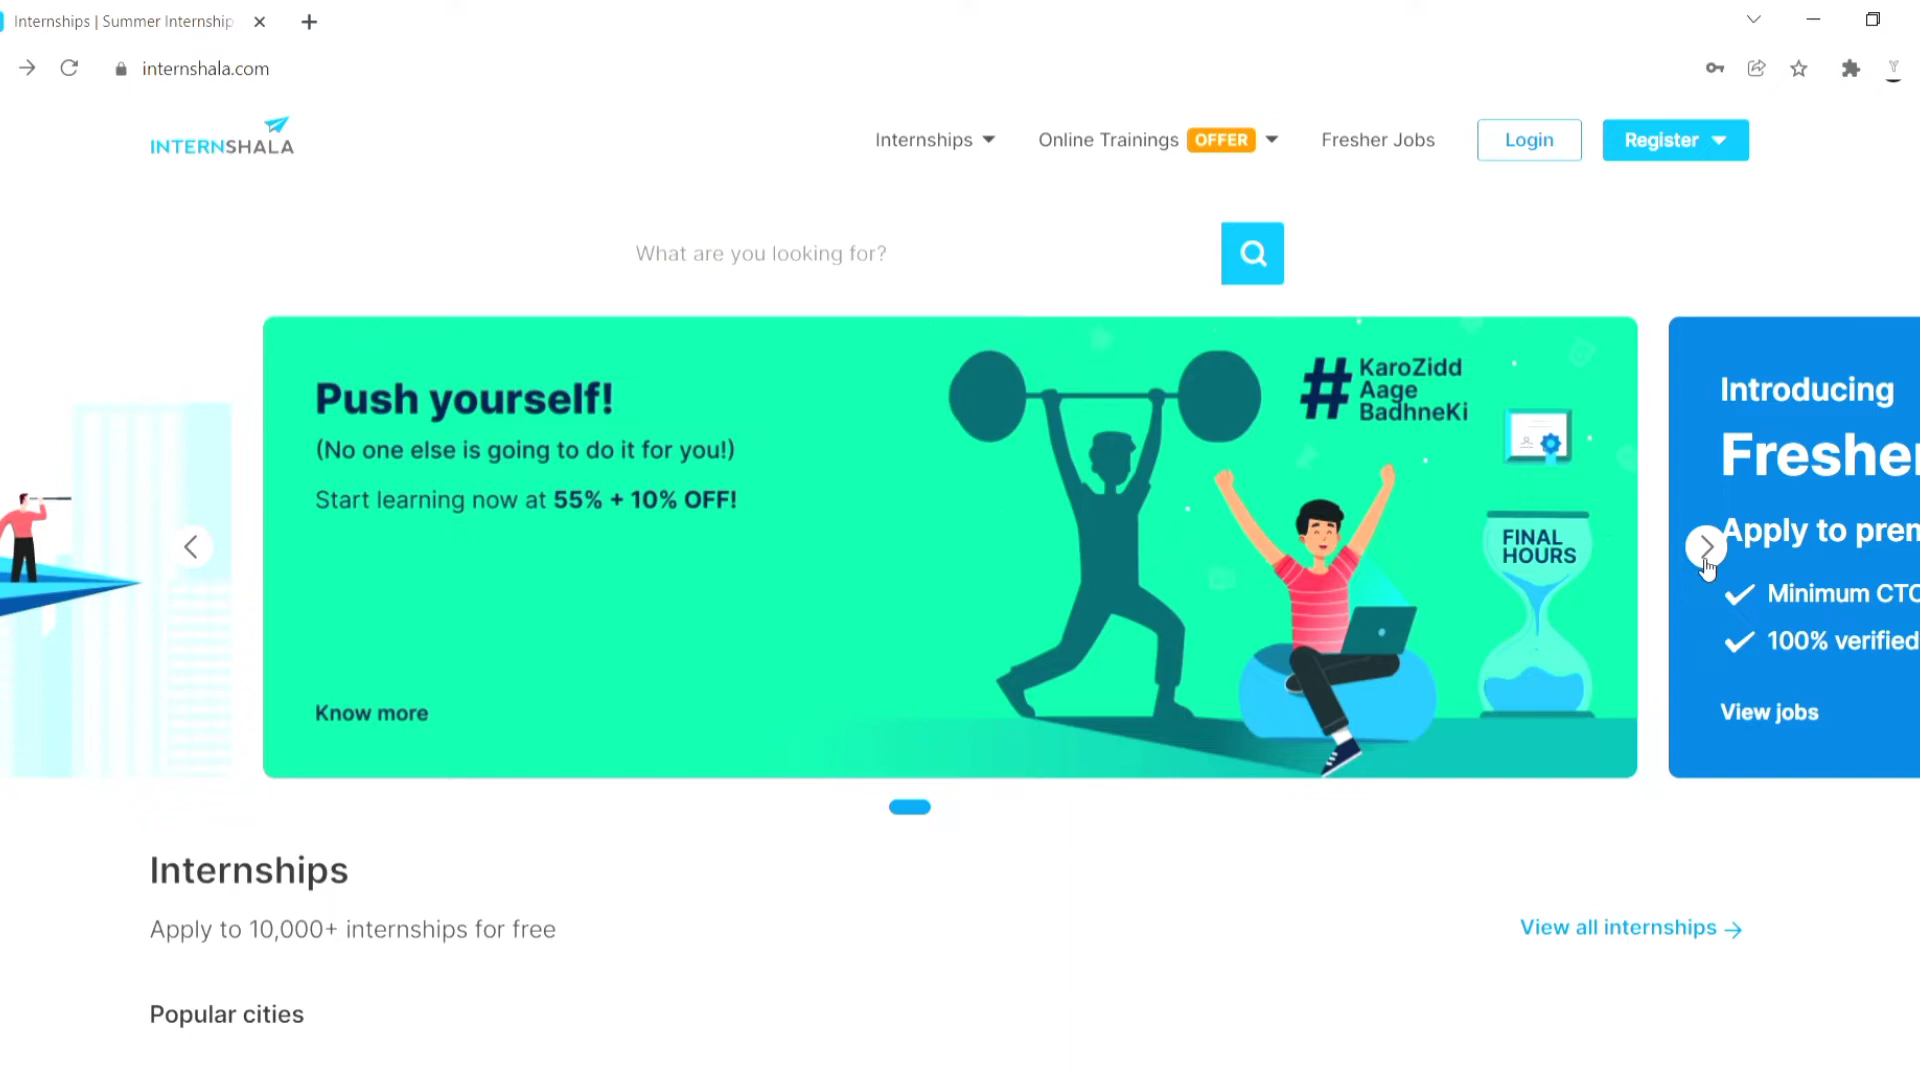 Internships | Summer Internship
internshala.com
INTERNSHALA
Internships
Online Trainings OFFER
Fresher Jobs
Login
Register
What are you looking for?
Push yourself!
(No one else is going to do it for you!)
Start learning now at 55% + 10% OFF!
Know more
#KaroZidd
Aage
BadhneKi
FINAL
HOURS
Introducing
Fresher
Apply to prem
Minimum CTC
100% verified
View jobs
Internships
Apply to 10,000+ internships for free
View all internships
Popular cities